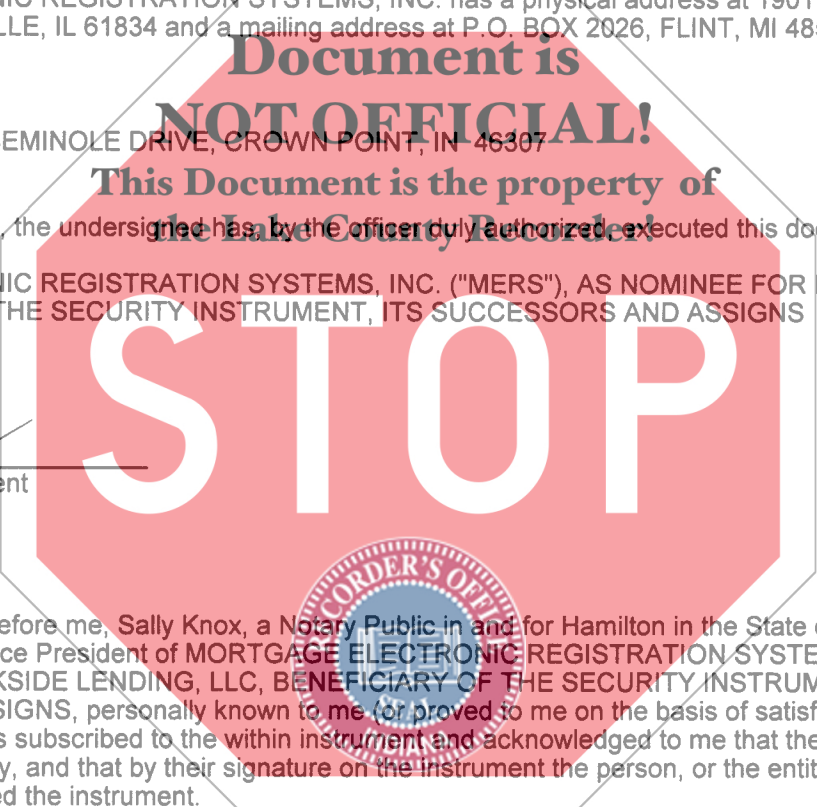 NIC REGISTRATION SYSTEMS, INC. has a physical address at 1901
LLE, IL 61834 and a mailing address at P.O. BOX 2026, FLINT, MI 48
Document is
NOT OFFICIAL!
SEMINOLE DRIVE, CROWN POINT, IN 46307
This Document is the property of
, the undersigned has, by the officer duly authorized, executed this do
the Lake County Recorder!
NIC REGISTRATION SYSTEMS, INC. ("MERS"), AS NOMINEE FOR
THE SECURITY INSTRUMENT, ITS SUCCESSORS AND ASSIGNS
STOP
ent
RECORDER'S OFFICE
efore me, Sally Knox, a Notary Public in and for Hamilton in the State
ice President of MORTGAGE ELECTRONIC REGISTRATION SYSTE
KSIDE LENDING, LLC, BENEFICIARY OF THE SECURITY INSTRUM
SIGNS, personally known to me (or proved to me on the basis of satisf
s subscribed to the within instrument and acknowledged to me that the
INDIANA
y, and that by their signature on the instrument the person, or the entit
ed the instrument.